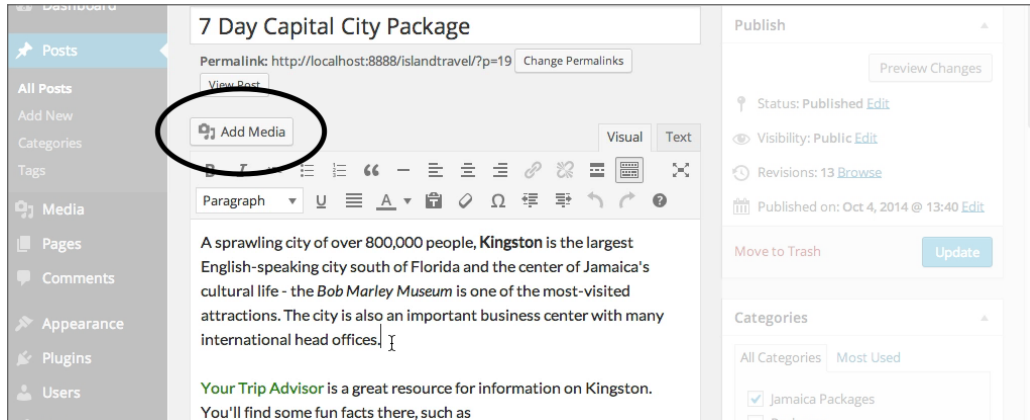 Dashboard
Posts
All Posts
Add New
Categories
Tags
Media
Pages
Comments
Appearance
Plugins
Users
7 Day Capital City Package
Permalink: http://localhost:8888/islandtravel/?p=19 Change Permalinks
View Post
Add Media
Visual Text
B I
Paragraph U A Ω
A sprawling city of over 800,000 people, Kingston is the largest
English-speaking city south of Florida and the center of Jamaica's
cultural life - the Bob Marley Museum is one of the most-visited
attractions. The city is also an important business center with many
international head offices.
Your Trip Advisor is a great resource for information on Kingston.
You'll find some fun facts there, such as
Publish
Preview Changes
Status: Published Edit
Visibility: Public Edit
Revisions: 13 Browse
Published on: Oct 4, 2014 @ 13:40 Edit
Move to Trash Update
Categories
All Categories Most Used
Jamaica Packages